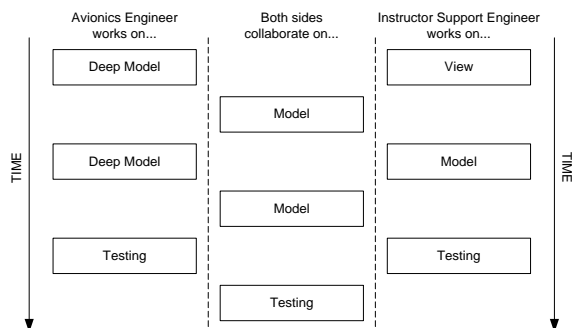 Avionics Engineer
works on...
Both sides
collaborate on...
Instructor Support Engineer
works on...
Deep Model
View
Model
TIME
Deep Model
Model
TIME
Model
Testing
Testing
Testing